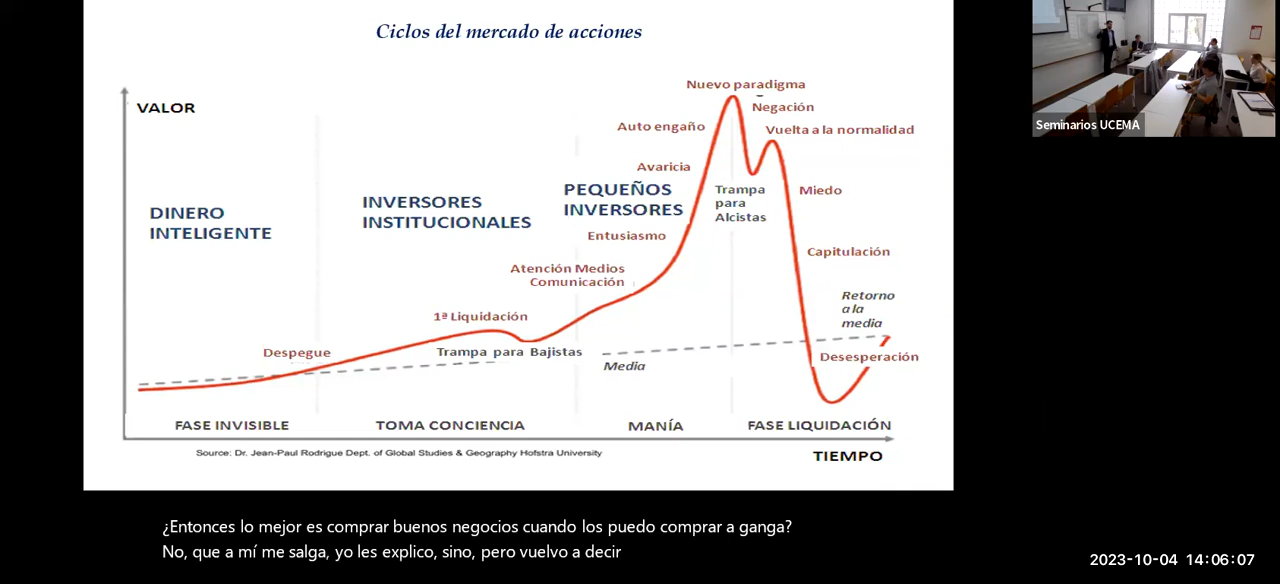 Ciclos del mercado de acciones
VALOR
Nuevo paradigma
Negación
Auto engaño
Vuelta a la normalidad
Avaricia
PEQUEÑOS
INVERSORES
Trampa
para
Alcistas
Miedo
INVERSORES
INSTITUCIONALES
DINERO
INTELIGENTE
Entusiasmo
Capitulación
Atención Medios
Comunicación
Retorno
a la
media
1ª Liquidación
Despegue
Trampa para Bajistas
Media
Desesperación
FASE INVISIBLE
TOMA CONCIENCIA
MANÍA
FASE LIQUIDACIÓN
TIEMPO
Source: Dr. Jean-Paul Rodrigue Dept. of Global Studies & Geography Hofstra University
Seminarios UCEMA
¿Entonces lo mejor es comprar buenos negocios cuando los puedo comprar a ganga?
No, que a mí me salga, yo les explico, sino, pero vuelvo a decir
2023-10-04 14:06:07